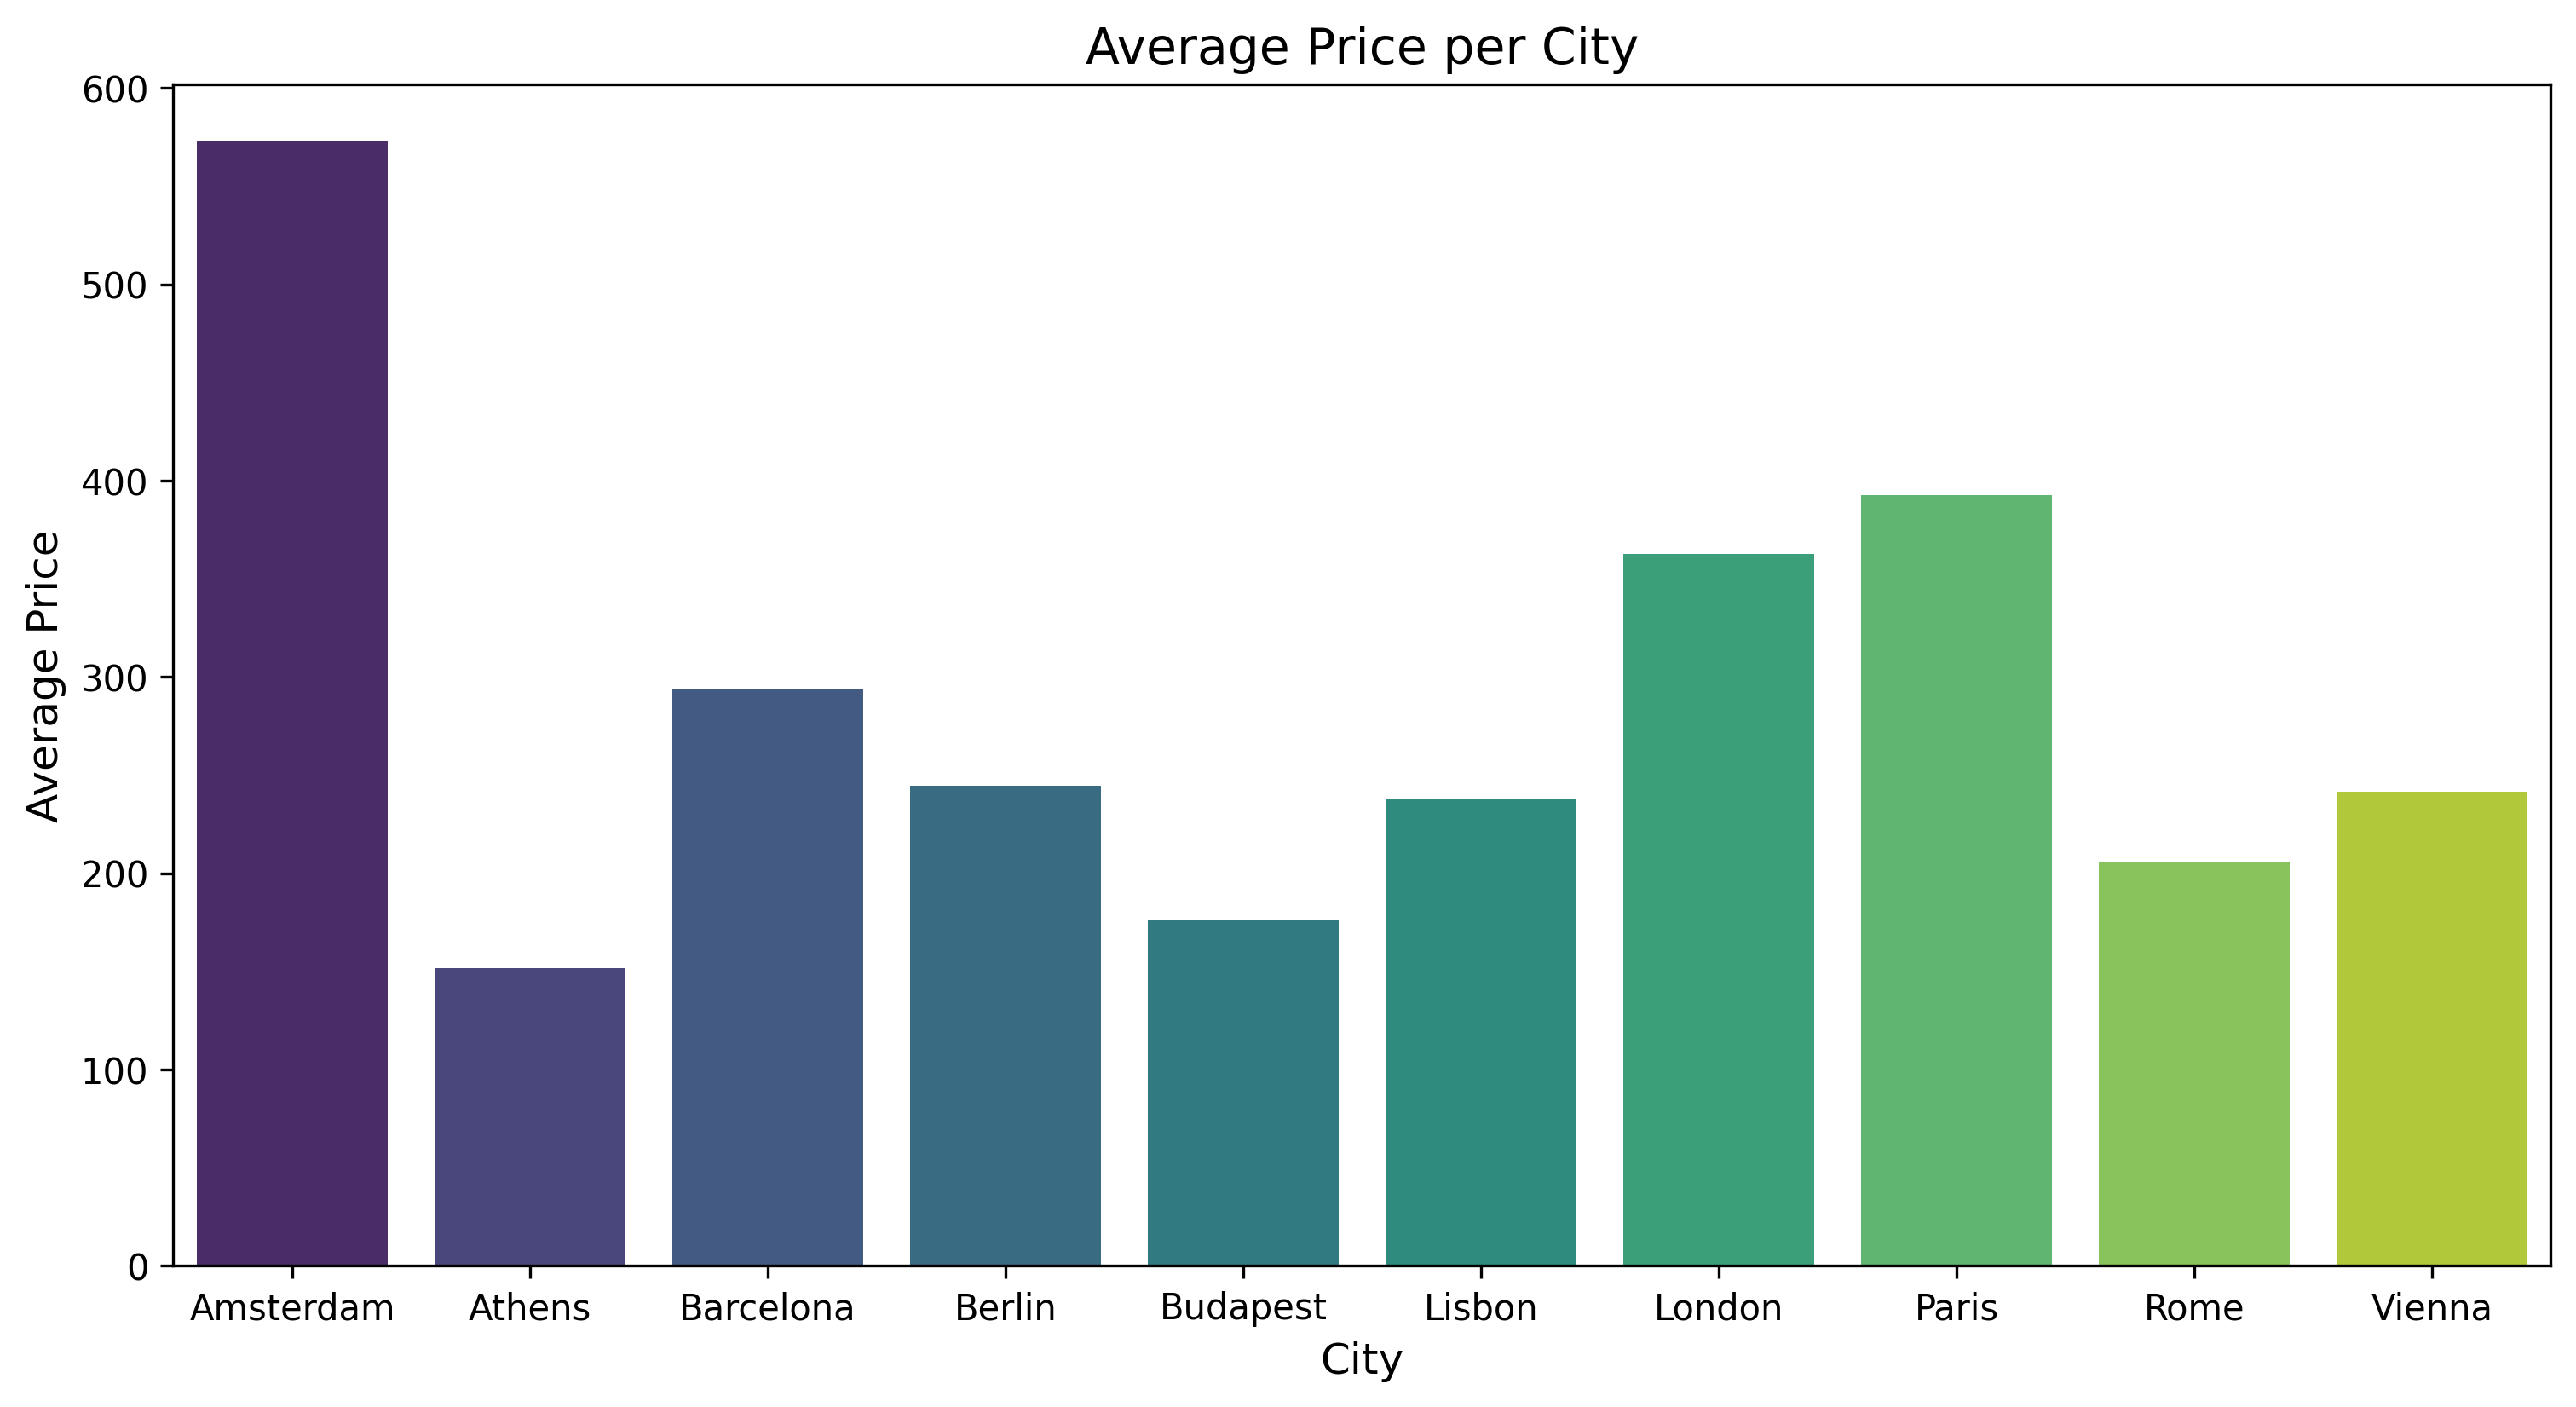 Average Price per City
Average Price
600
500
400
300
200
100
0
Amsterdam Athens Barcelona Berlin Budapest Lisbon London Paris Rome Vienna
City